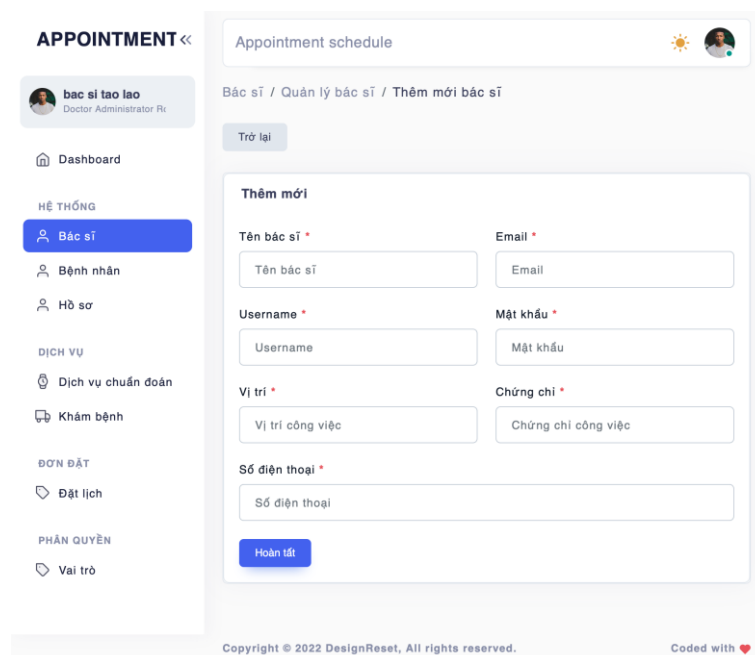 APPOINTMENT
bac si tao lao
Doctor Administrator
Dashboard
HỆ THỐNG
Bác sĩ
Bệnh nhân
Hồ sơ
DỊCH VỤ
Dịch vụ chuẩn đoán
Khám bệnh
ĐƠN ĐẶT
Đặt lịch
PHÂN QUYỀN
Vai trò
Appointment schedule
Bác sĩ / Quản lý bác sĩ / Thêm mới bác sĩ
Trở lại
Thêm mới
Tên bác sĩ * Email *
Tên bác sĩ Email
Username * Mật khẩu *
Username Mật khẩu
Vị trí * Chứng chỉ *
Vị trí công việc Chứng chỉ công việc
Số điện thoại *
Số điện thoại
Hoàn tất
Copyright © 2022 DesignReset, All rights reserved. Coded with